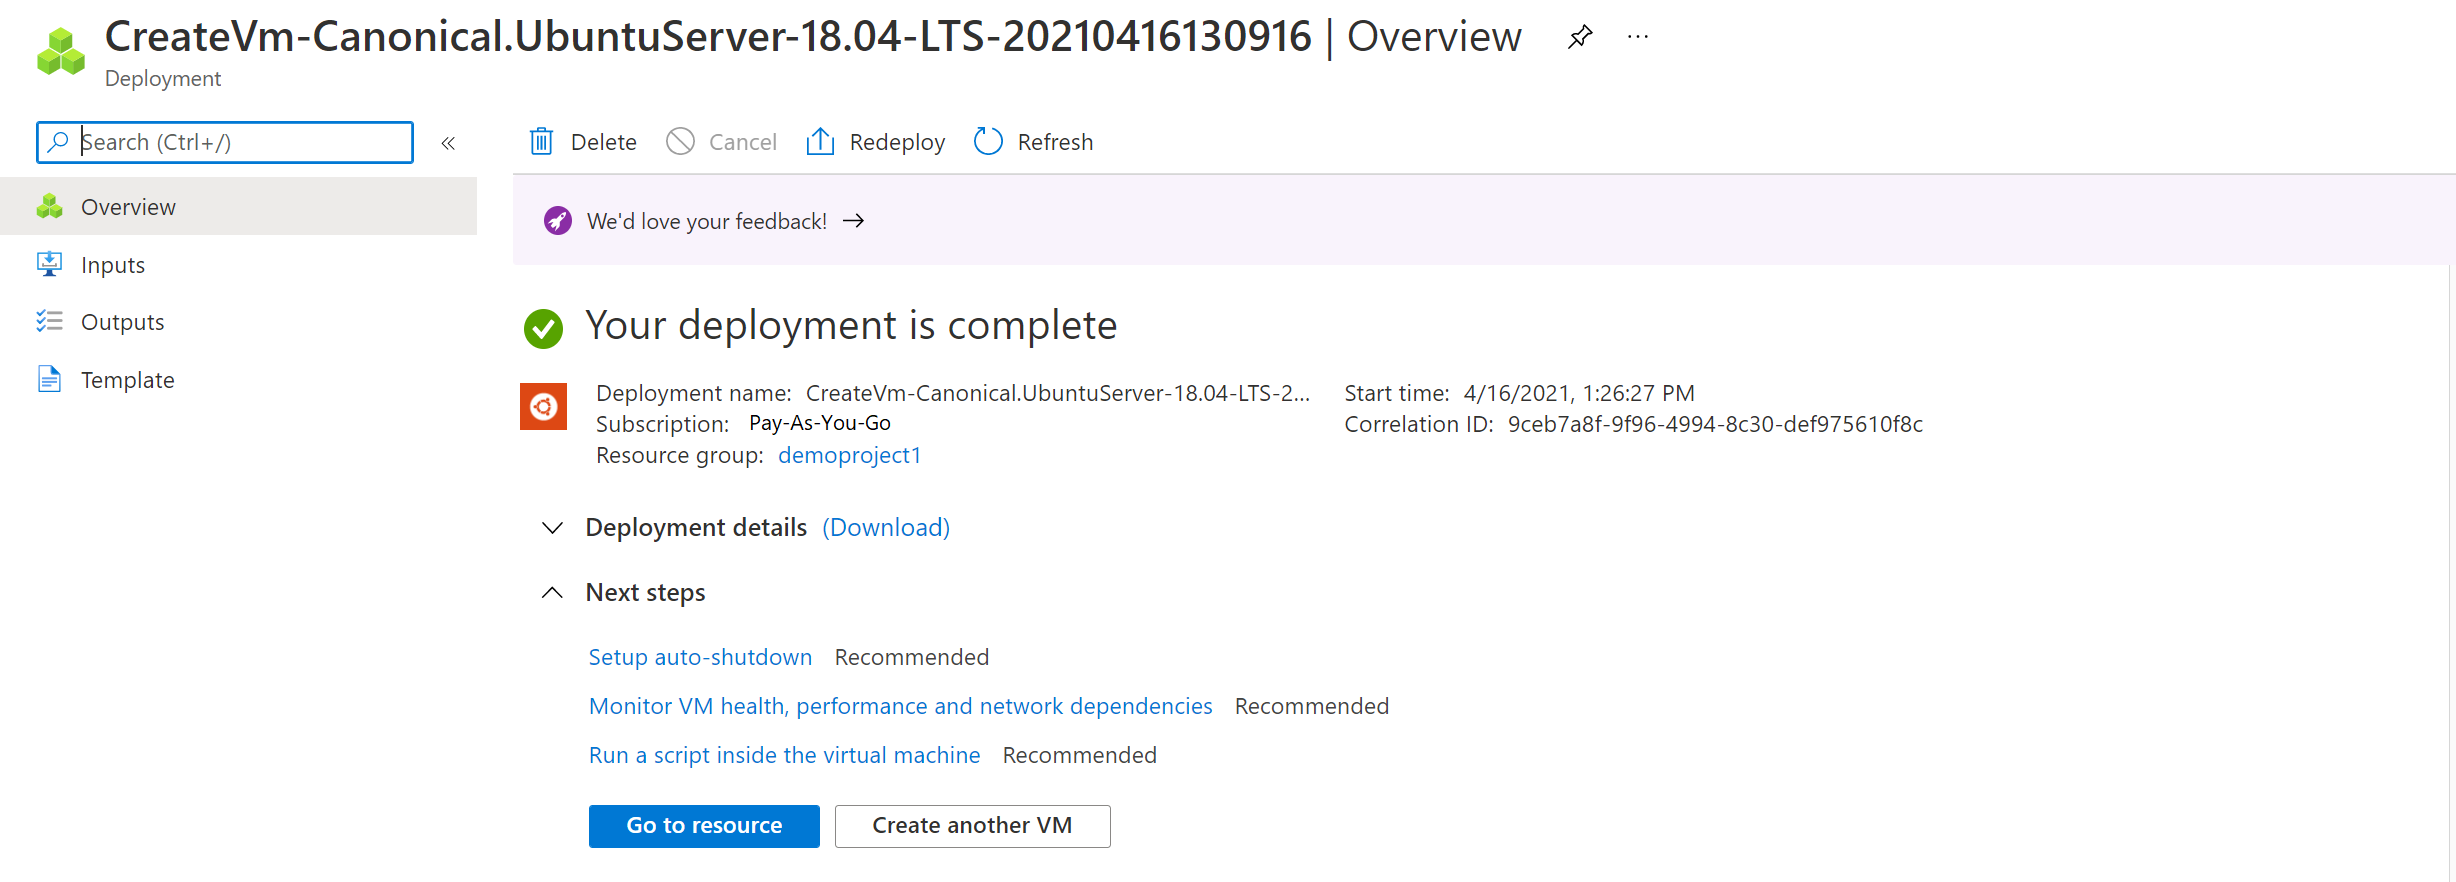 CreateVm-Canonical.UbuntuServer-18.04-LTS-20210416130916 | Overview
Deployment
Search (Ctrl+/)
«
Delete
Cancel
Redeploy
Refresh
Overview
Inputs
Outputs
Template
We'd love your feedback! →
Your deployment is complete
Deployment name: CreateVm-Canonical.UbuntuServer-18.04-LTS-2...
Subscription: Pay-As-You-Go
Resource group: demoproject1
Start time: 4/16/2021, 1:26:27 PM
Correlation ID: 9ceb7a8f-9f96-4994-8c30-def975610f8c
Deployment details (Download)
Next steps
Setup auto-shutdown Recommended
Monitor VM health, performance and network dependencies Recommended
Run a script inside the virtual machine Recommended
Go to resource
Create another VM